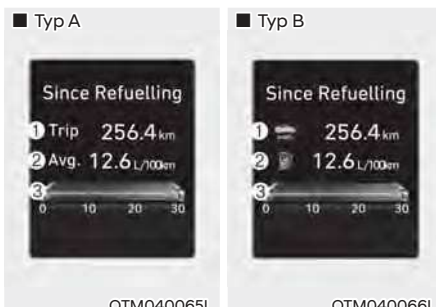 ■ Typ A
Since Refuelling
① Trip 256.4 km
② Avg. 12.6 L/100km
③
0 10 20 30
OTM040065L
■ Typ B
Since Refuelling
① 256.4 km
② 12.6 L/100km
③
0 10 20 30
OTM040066L